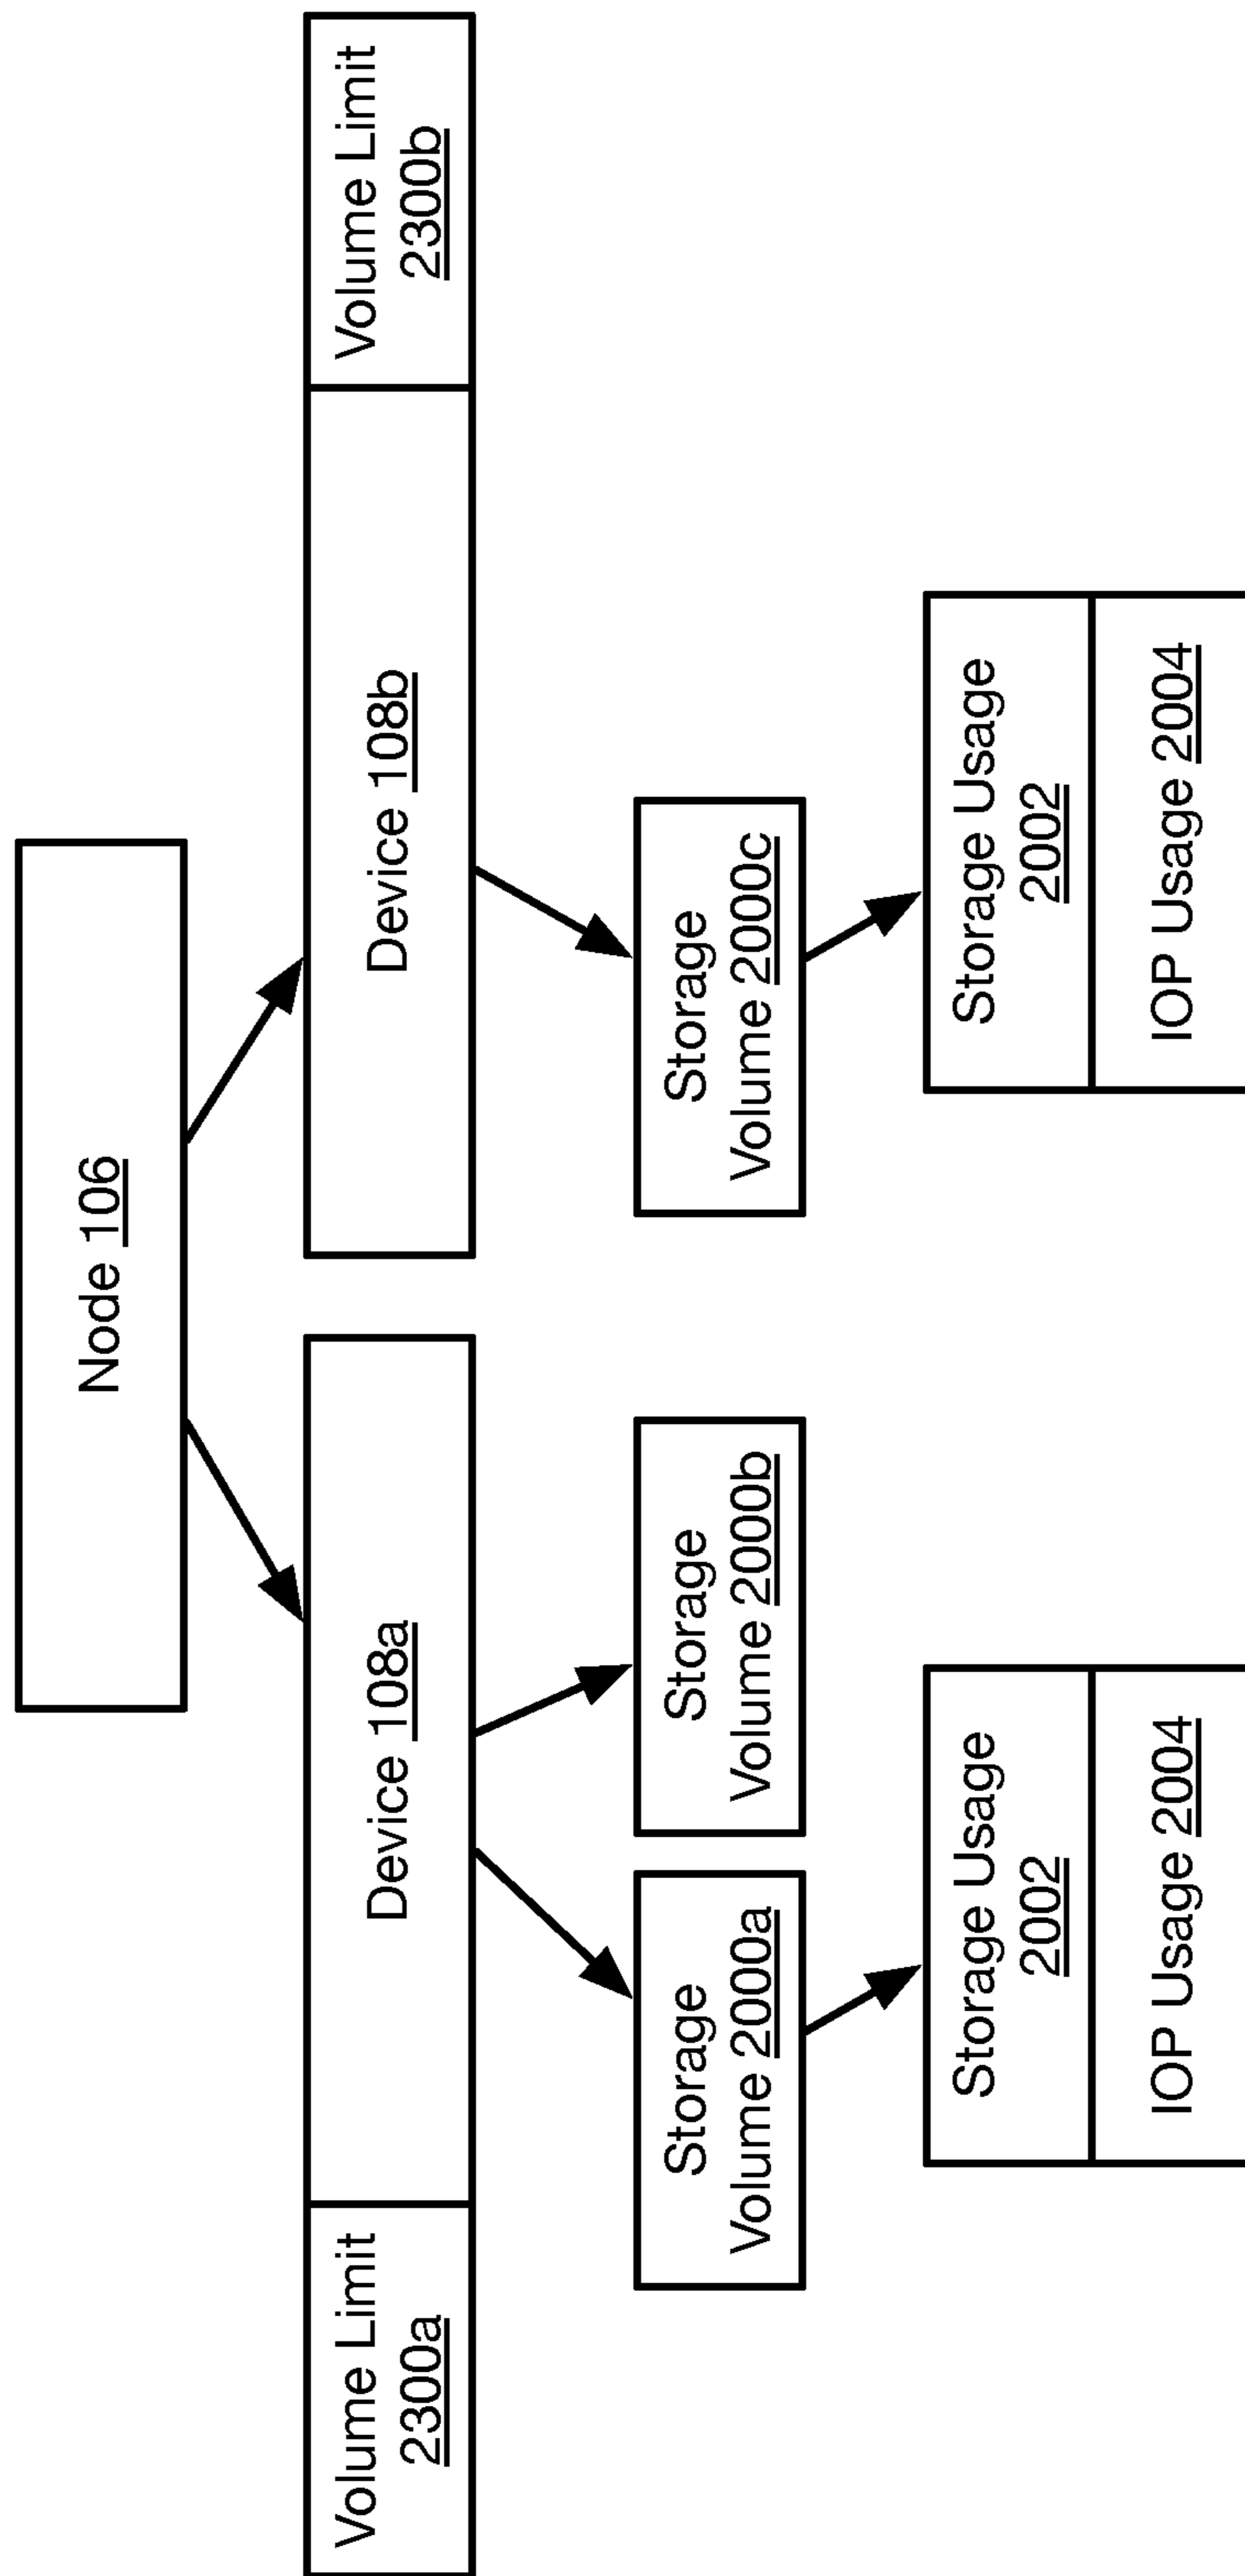 Node 106
Volume Limit
2300a
Device 108a
Device 108b
Volume Limit
2300b
Storage
Volume 2000a
Storage
Volume 2000b
Storage
Volume 2000c
Storage Usage
2002
IOP Usage 2004
Storage Usage
2002
IOP Usage 2004